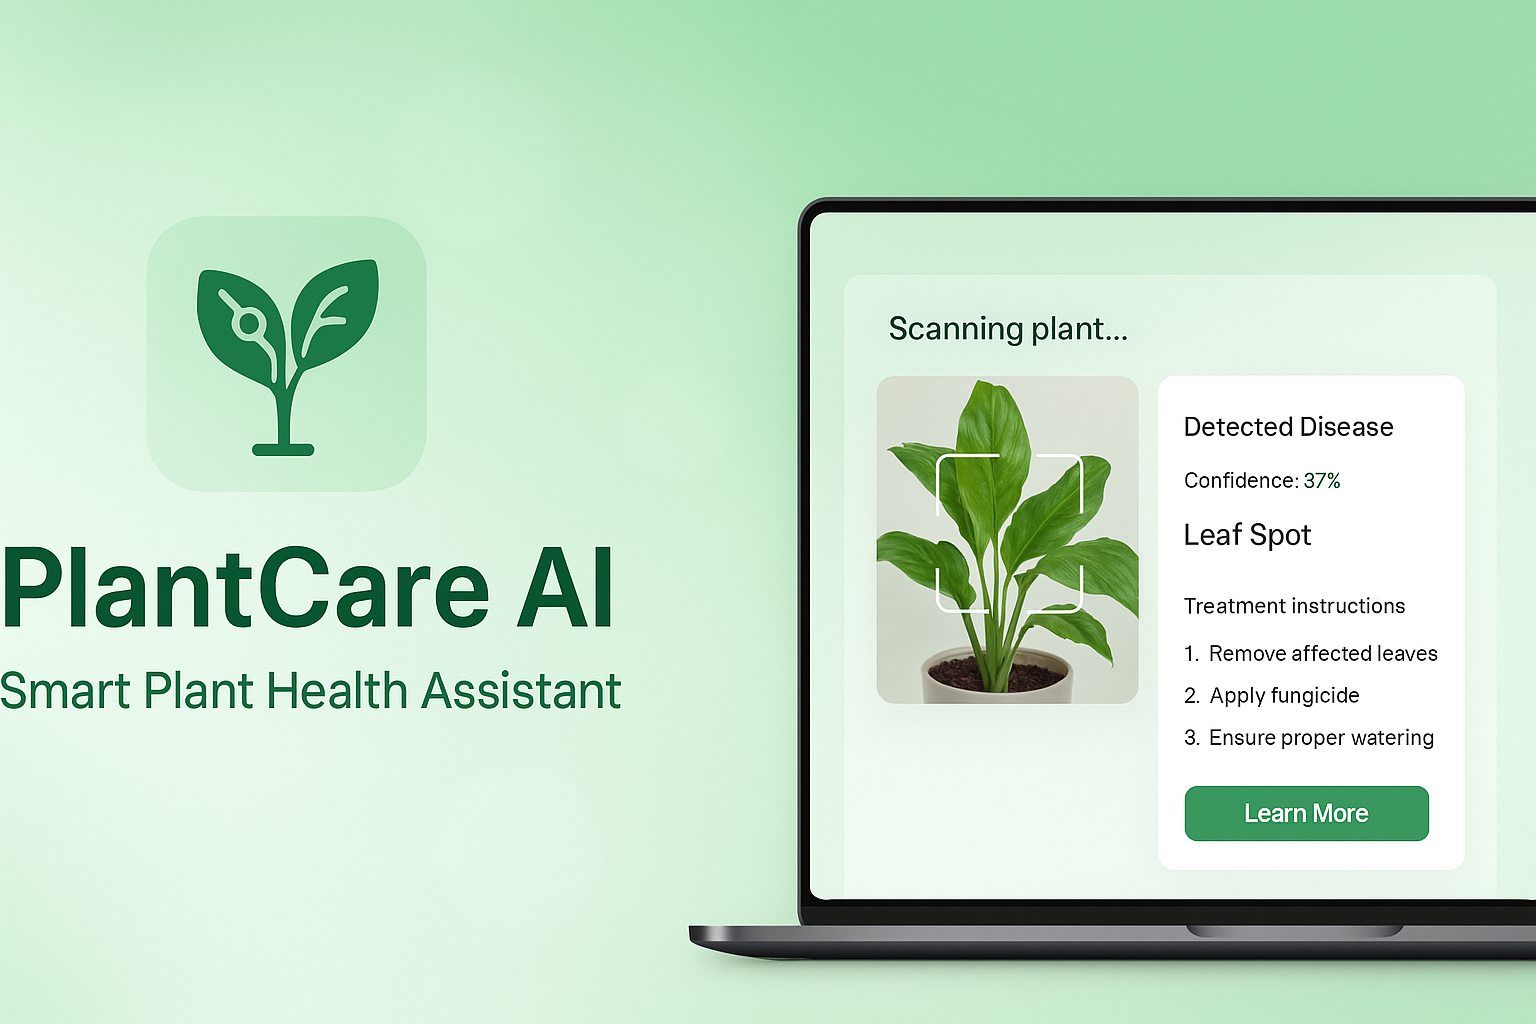 PlantCare AI
Smart Plant Health Assistant
Scanning plant...
Detected Disease
Confidence: 37%
Leaf Spot
Treatment instructions
1. Remove affected leaves
2. Apply fungicide
3. Ensure proper watering
Learn More